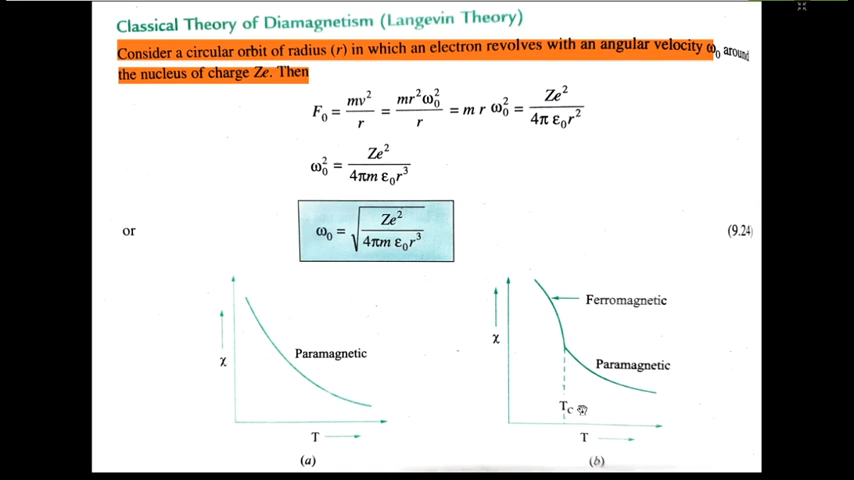 Classical Theory of Diamagnetism (Langevin Theory)
Consider a circular orbit of radius (r) in which an electron revolves with an angular velocity ω₀ around
the nucleus of charge Ze. Then
F₀ = mv²/r = mr²ω₀²/r = m r ω₀² = Ze²/4π ε₀r²
ω₀² = Ze²/4πm ε₀r³
or ω₀ = √(Ze²/4πm ε₀r³) (9.24)
χ
Paramagnetic
T
(a)
χ
Ferromagnetic
Paramagnetic
T_C
T
(b)